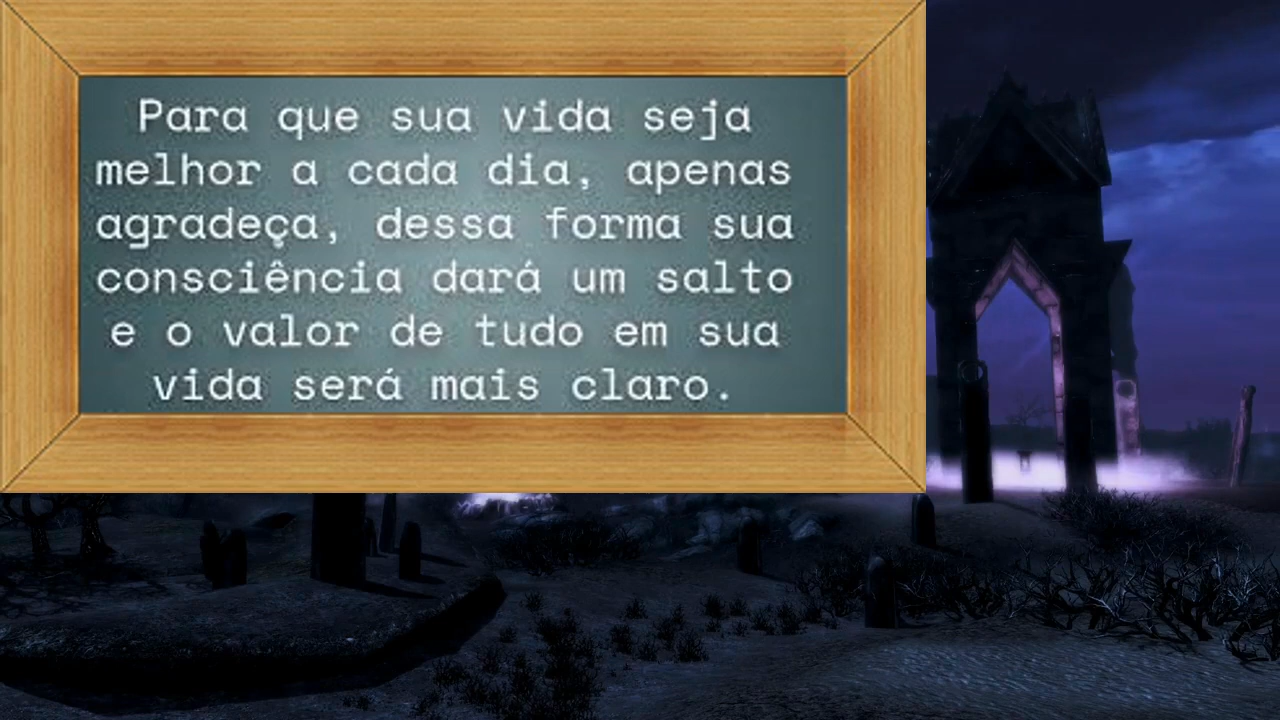 Para que sua vida seja
melhor a cada dia, apenas
agradeça, dessa forma sua
consciência dará um salto
e o valor de tudo em sua
vida será mais claro.